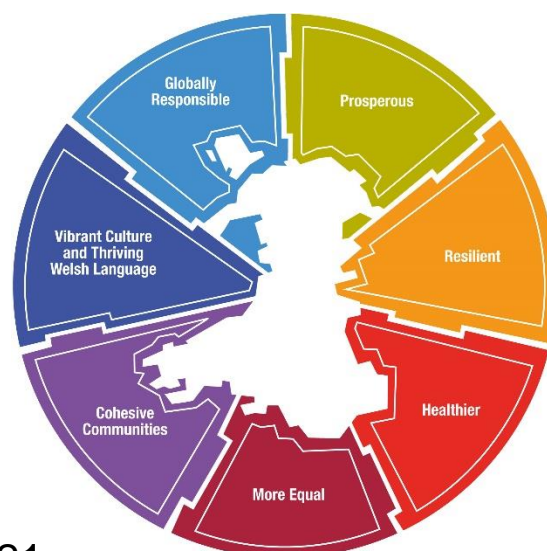 Globally
Responsible
Prosperous
Resilient
Healthier
More Equal
Cohesive
Communities
Vibrant Culture
and Thriving
Welsh Language